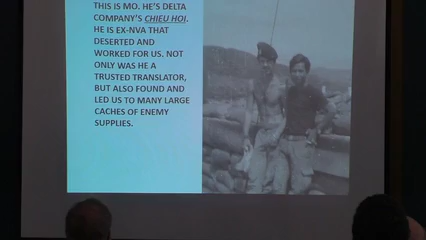 THIS IS MO. HE'S DELTA
COMPANY'S CHIEU HOI.
HE IS EX-NVA THAT
DESERTED AND
WORKED FOR US. NOT
ONLY WAS HE A
TRUSTED TRANSLATOR,
BUT ALSO FOUND AND
LED US TO MANY LARGE
CACHES OF ENEMY
SUPPLIES.